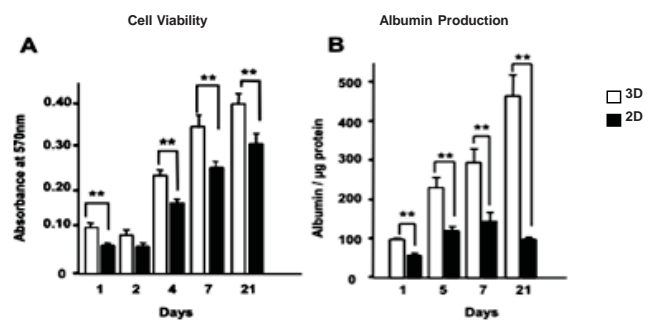 Cell Viability
Albumin Production
A
B
Absorbance at 570nm
0.40
0.30
0.20
0.10
0
**
**
**
**
1 2 4 7 21
Days
Albumin / µg protein
500
400
300
200
100
0
**
**
**
**
1 5 7 21
Days
3D
2D